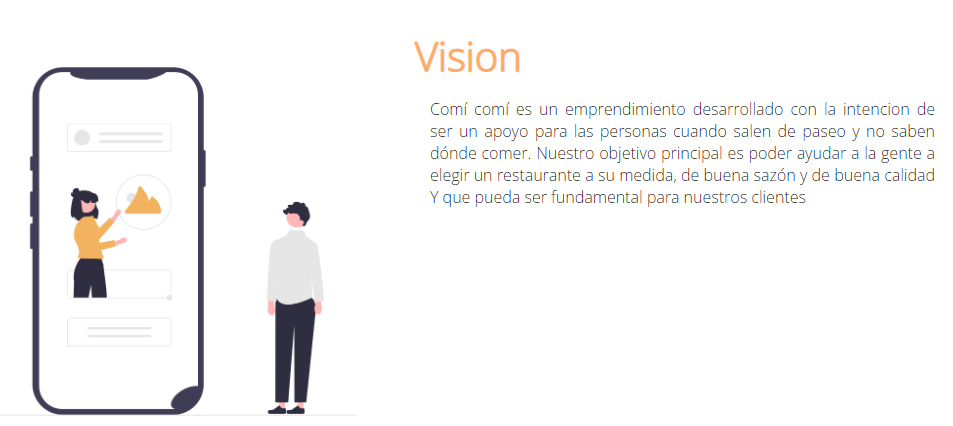 Vision
Comí comí es un emprendimiento desarrollado con la intencion de
ser un apoyo para las personas cuando salen de paseo y no saben
dónde comer. Nuestro objetivo principal es poder ayudar a la gente a
elegir un restaurante a su medida, de buena sazón y de buena calidad
Y que pueda ser fundamental para nuestros clientes